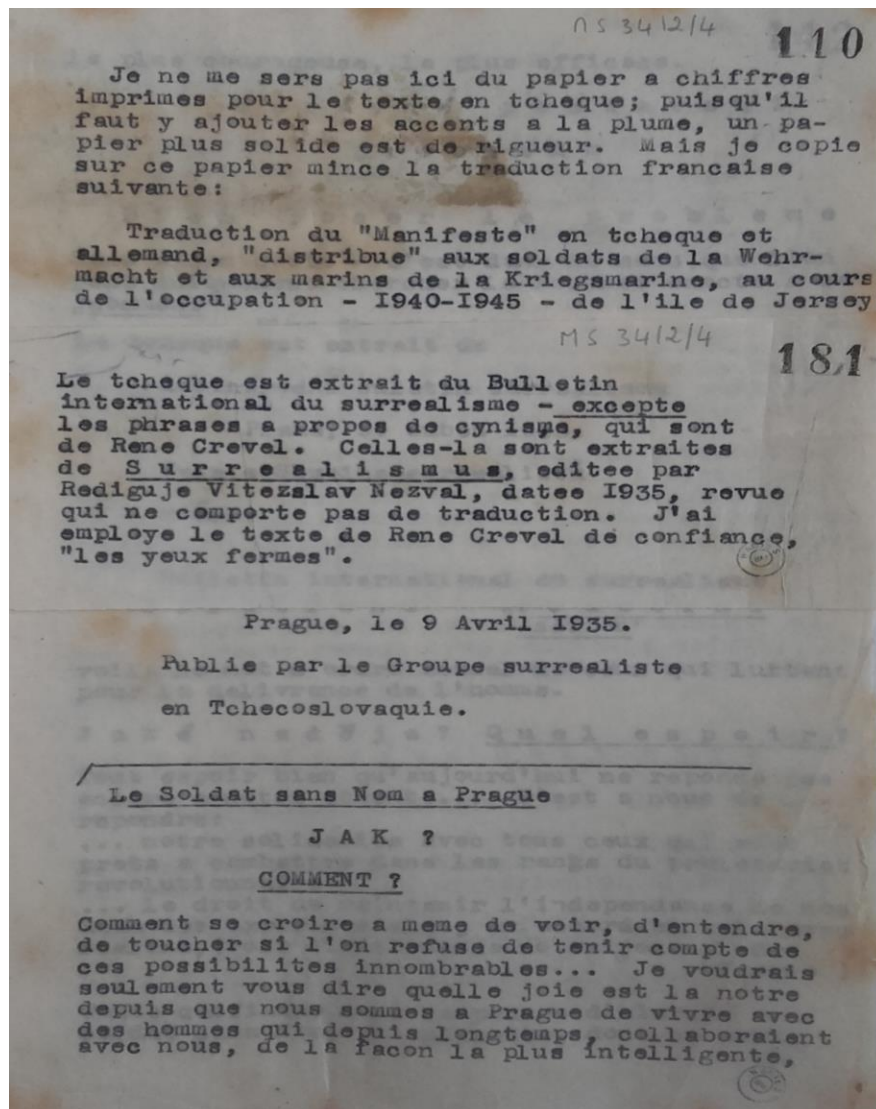 MS 34/2/4
110
Je ne me sers pas ici du papier a chiffres
imprimes pour le texte en tcheque; puisqu'il
faut y ajouter les accents a la plume, un pa-
pier plus solide est de rigueur. Mais je copie
sur ce papier mince la traduction francaise
suivante:
Traduction du "Manifeste" en tcheque et
allemand, "distribue" aux soldats de la Wehr-
macht et aux marins de la Kriegsmarine, au cours
de l'occupation - I940-I945 - de l'ile de Jersey
MS 34/2/4
181
Le tcheque est extrait du Bulletin
international du surrealisme - excepte
les phrases a propos de cynisme, qui sont
de Rene Crevel. Celles-la sont extraites
de S u r r e a l i s m u s, editee par
Rediguje Vitezslav Nezval, datee I935, revue
qui ne comporte pas de traduction. J'ai
employe le texte de Rene Crevel de confiance,
"les yeux fermes".
Prague, le 9 Avril I935.
Publie par le Groupe surrealiste
en Tchecoslovaquie.
Le Soldat sans Nom a Prague
J A K ?
COMMENT ?
Comment se croire a meme de voir, d'entendre,
de toucher si l'on refuse de tenir compte de
ces possibilites innombrables... Je voudrais
seulement vous dire quelle joie est la notre
depuis que nous sommes a Prague de vivre avec
des hommes qui depuis longtemps, collaboraient
avec nous, de la facon la plus intelligente,